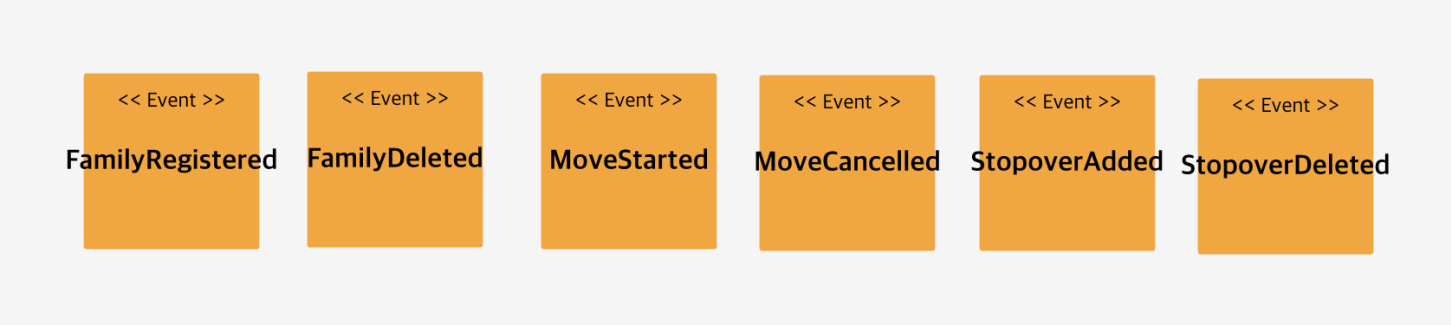 << Event >>
FamilyRegistered
<< Event >>
FamilyDeleted
<< Event >>
MoveStarted
<< Event >>
MoveCancelled
<< Event >>
StopoverAdded
<< Event >>
StopoverDeleted